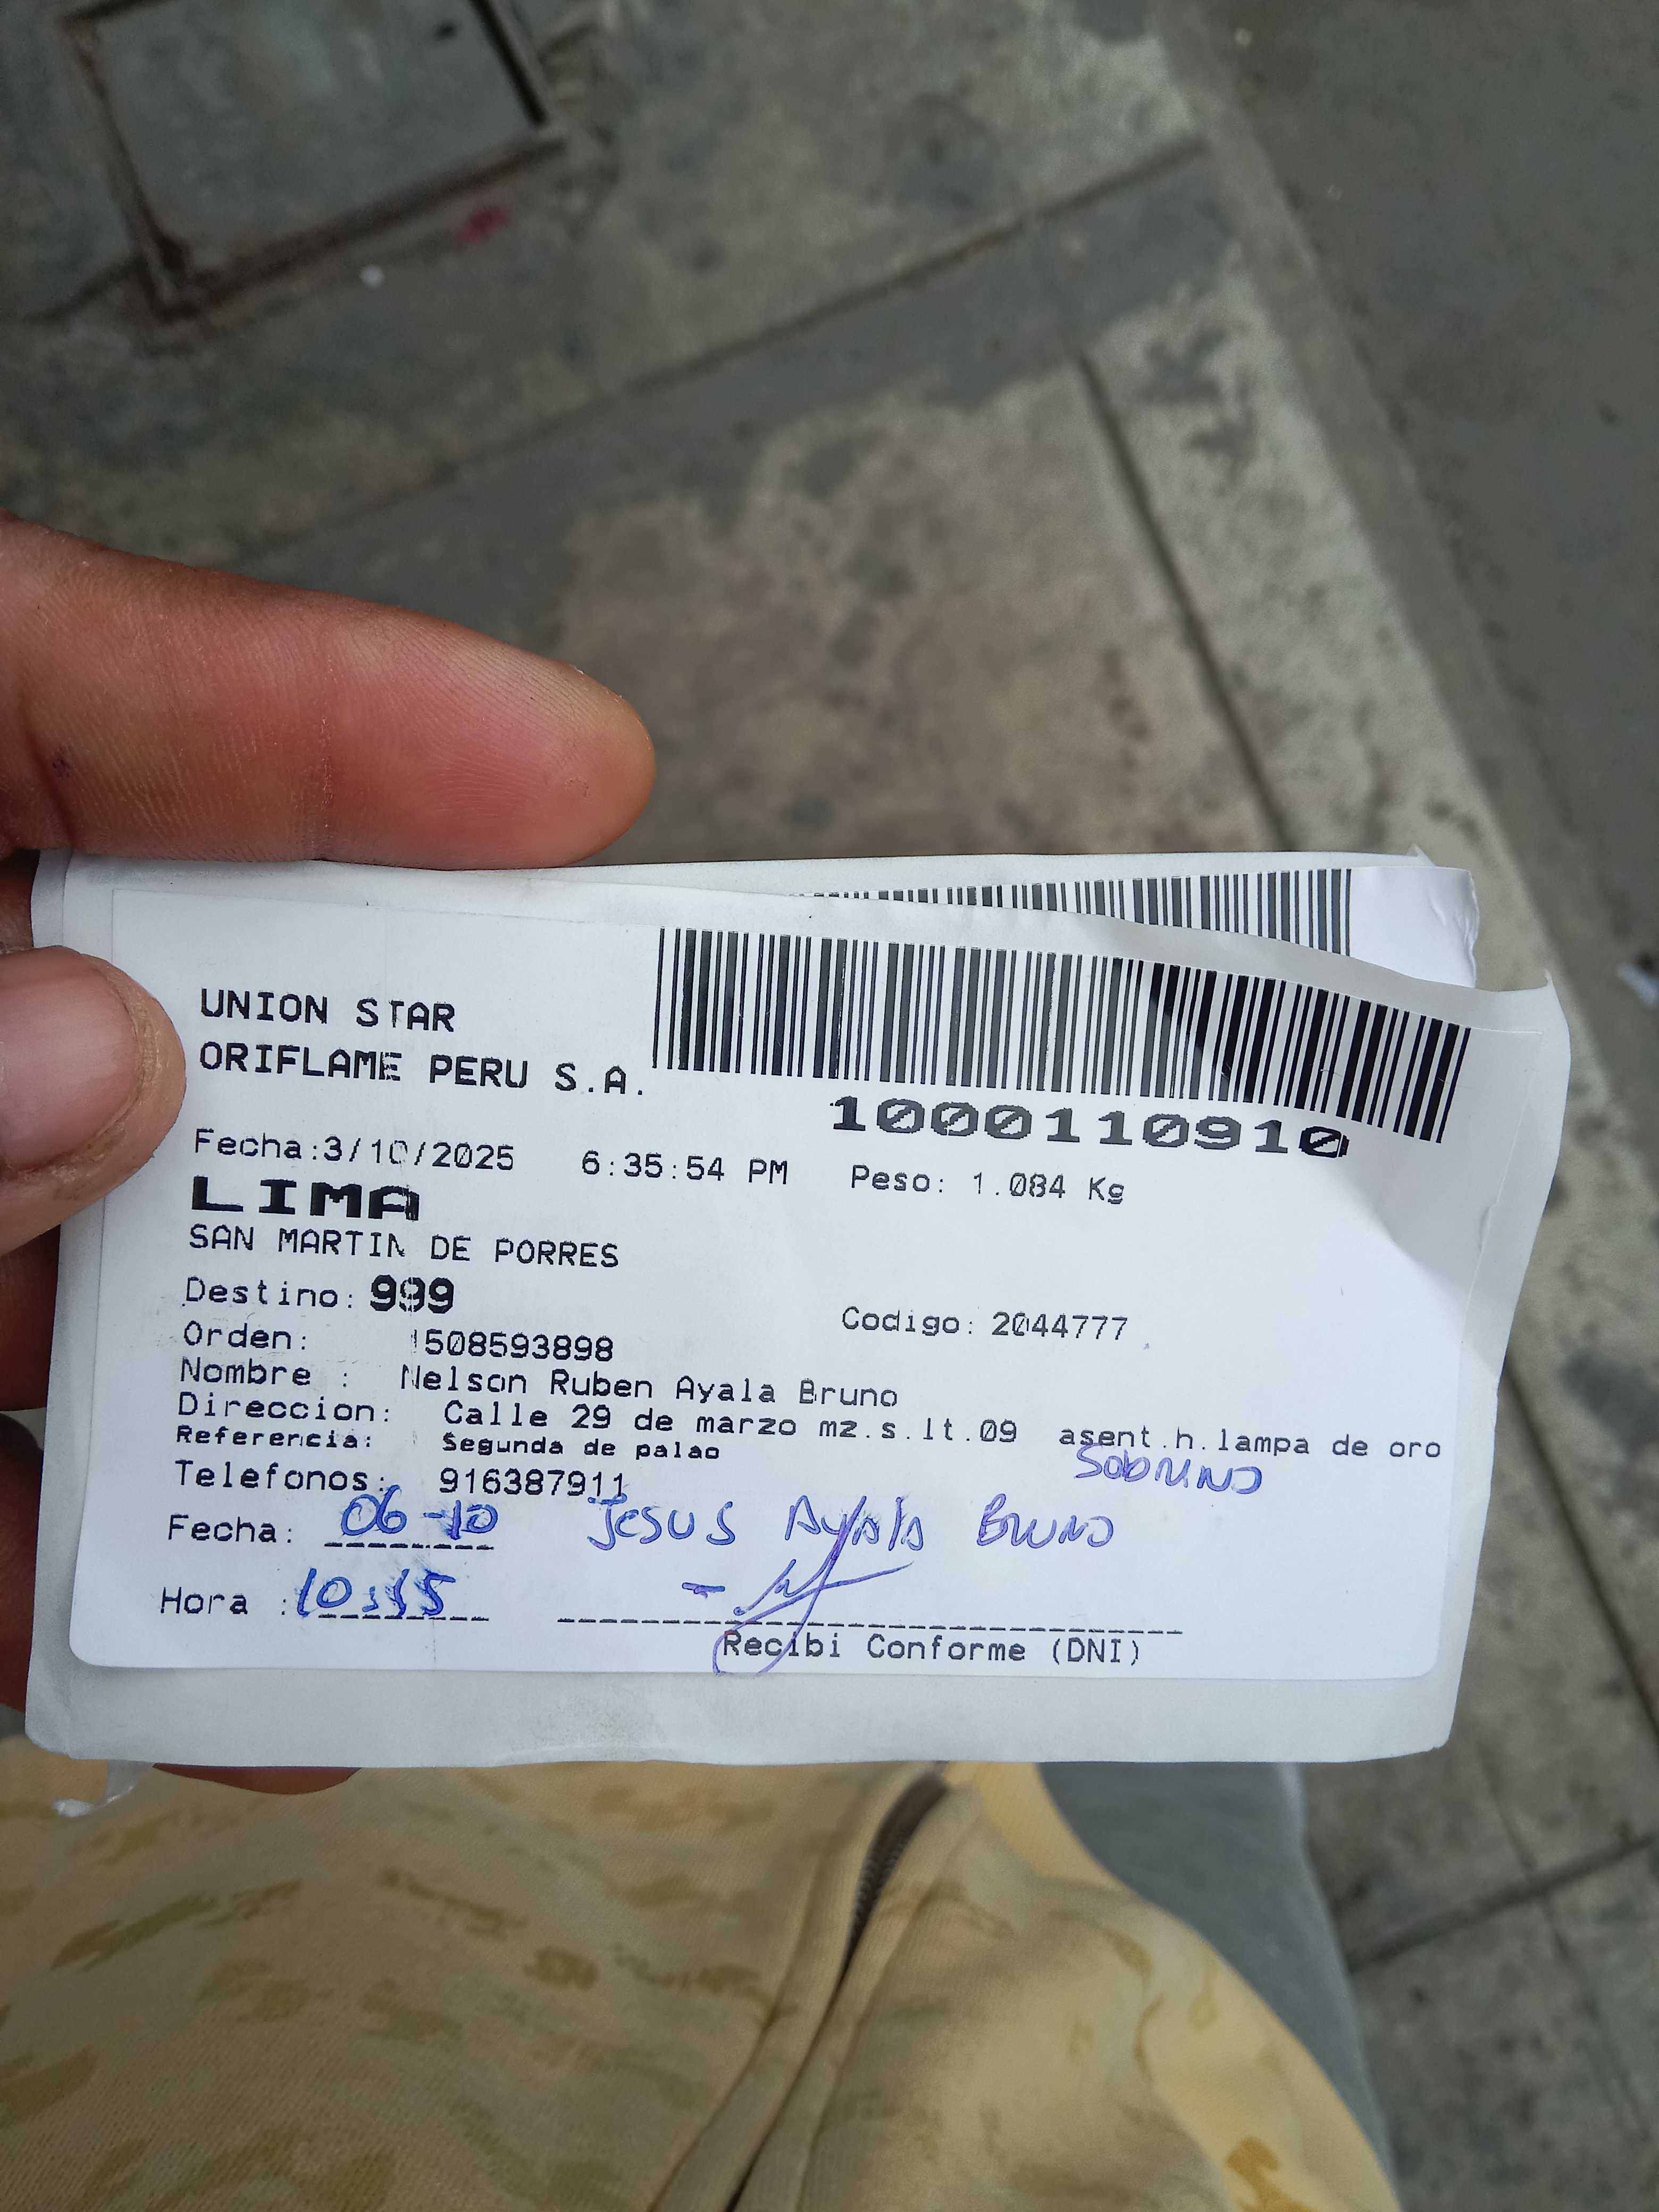 UNION STAR
ORIFLAME PERU S.A.
1000110910
Fecha:3/10/2025 6:35:54 PM Peso: 1.084 Kg
LIMA
SAN MARTIN DE PORRES
Destino: 999
Codigo: 2044777
Orden: 1508593898
Nombre : Nelson Ruben Ayala Bruno
Direccion: Calle 29 de marzo mz.s.lt.09 asent.h.lampa de oro
Referencia: Segunda de palao
Sobrino
Telefonos: 916387911
Fecha: 06-10 Jesus Ayala Bruno
Hora : 10:15
Recibi Conforme (DNI)